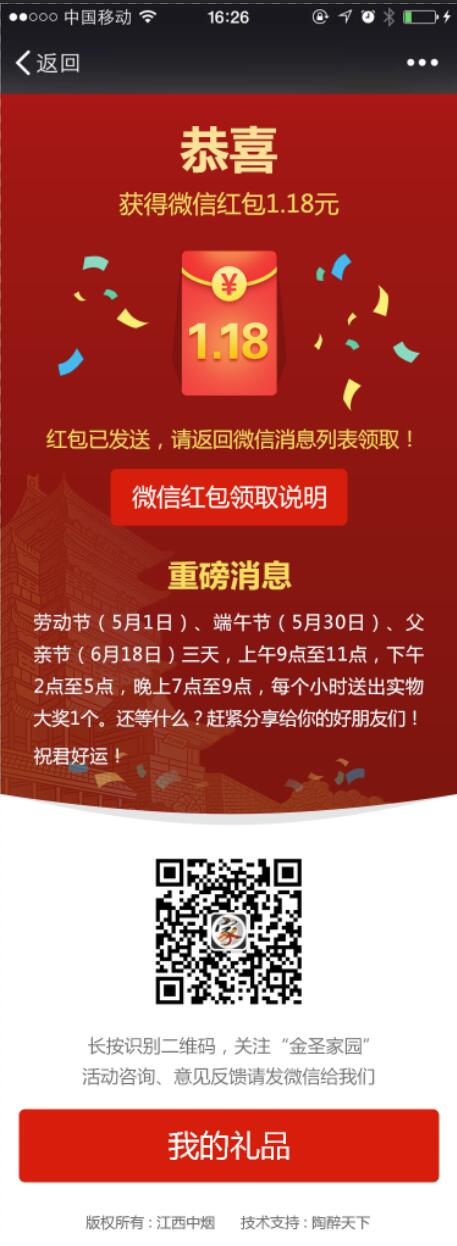 中国移动 16:26
返回
恭喜
获得微信红包1.18元
¥
1.18
红包已发送，请返回微信消息列表领取！
微信红包领取说明
重磅消息
劳动节（5月1日）、端午节（5月30日）、父
亲节（6月18日）三天，上午9点至11点，下午
2点至5点，晚上7点至9点，每个小时送出实物
大奖1个。还等什么？赶紧分享给你的好朋友们！
祝君好运！
长按识别二维码，关注“金圣家园”
活动咨询、意见反馈请发微信给我们
我的礼品
版权所有：江西中烟 技术支持：陶醉天下